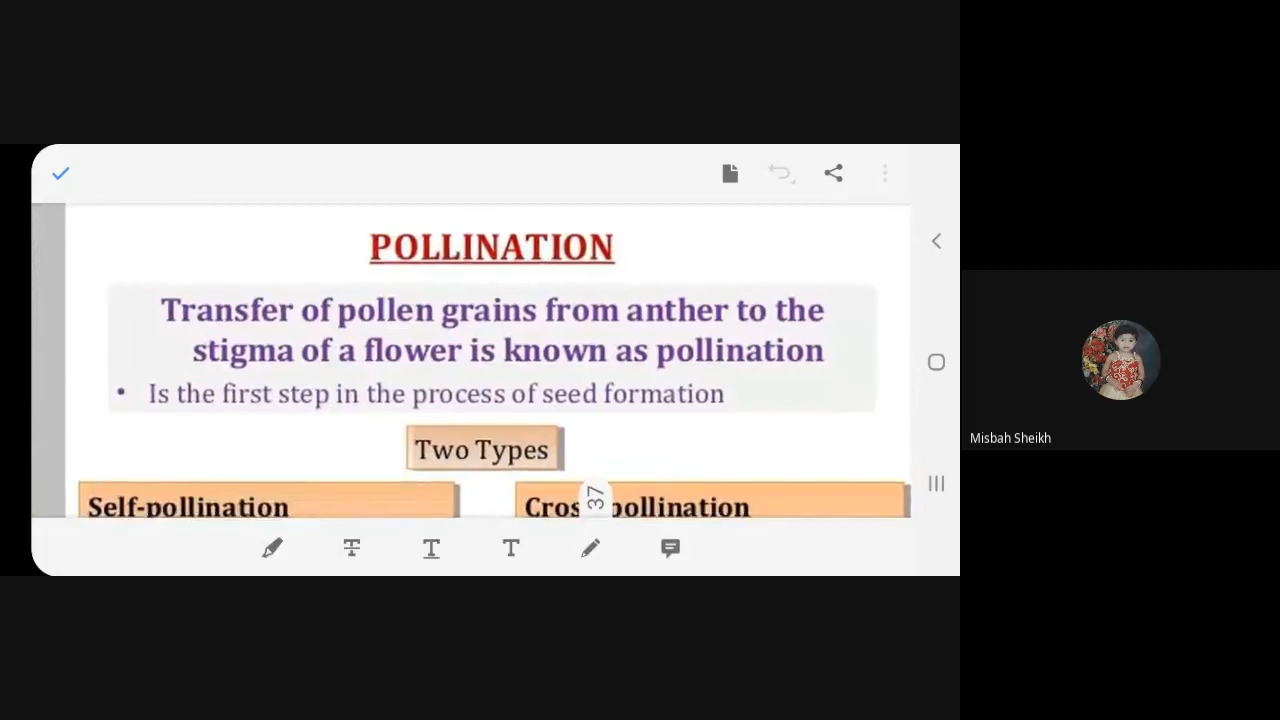 POLLINATION
Transfer of pollen grains from anther to the
stigma of a flower is known as pollination
• Is the first step in the process of seed formation
Two Types
Self-pollination
Cros pollination
37
Misbah Sheikh